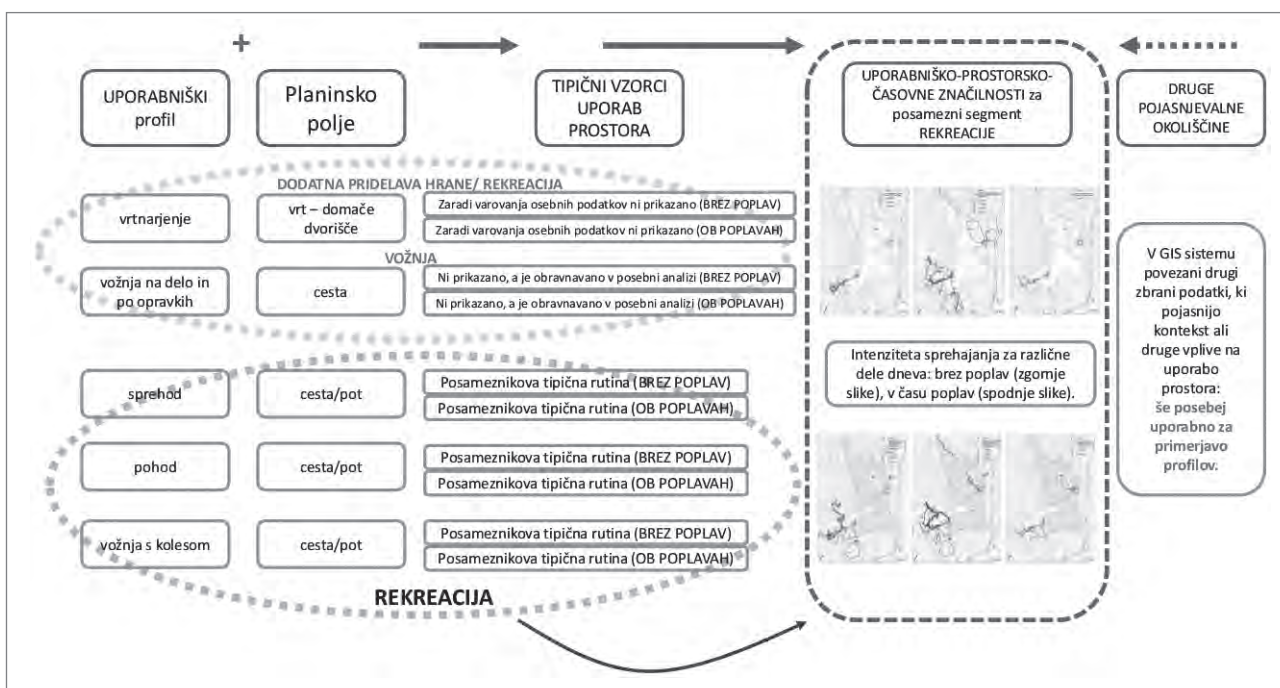 +
UPORABNIŠKI
profil
Planinsko
polje
TIPIČNI VZORCI
UPORAB
PROSTORA
UPORABNIŠKO-PROSTORSKO-
ČASOVNE ZNAČILNOSTI za
posamezni segment
REKREACIJE
DRUGE
POJASNJEVALNE
OKOLIŠČINE
DODATNA PRIDELAVA HRANE/ REKREACIJA
vrtnarjenje
vrt – domače
dvorišče
Zaradi varovanja osebnih podatkov ni prikazano (BREZ POPLAV)
Zaradi varovanja osebnih podatkov ni prikazano (OB POPLAVAH)
VOŽNJA
vožnja na delo in
po opravkih
cesta
Ni prikazano, a je obravnavano v posebni analizi (BREZ POPLAV)
Ni prikazano, a je obravnavano v posebni analizi (OB POPLAVAH)
sprehod
cesta/pot
Posameznikova tipična rutina (BREZ POPLAV)
Posameznikova tipična rutina (OB POPLAVAH)
pohod
cesta/pot
Posameznikova tipična rutina (BREZ POPLAV)
Posameznikova tipična rutina (OB POPLAVAH)
vožnja s kolesom
cesta/pot
Posameznikova tipična rutina (BREZ POPLAV)
Posameznikova tipična rutina (OB POPLAVAH)
REKREACIJA
Intenziteta sprehajanja za različne
dele dneva: brez poplav (zgornje
slike), v času poplav (spodnje slike).
V GIS sistemu
povezani drugi
zbrani podatki, ki
pojasnijo
kontekst ali
druge vplive na
uporabo
prostora:
še posebej
uporabno za
primerjavo
profilov.